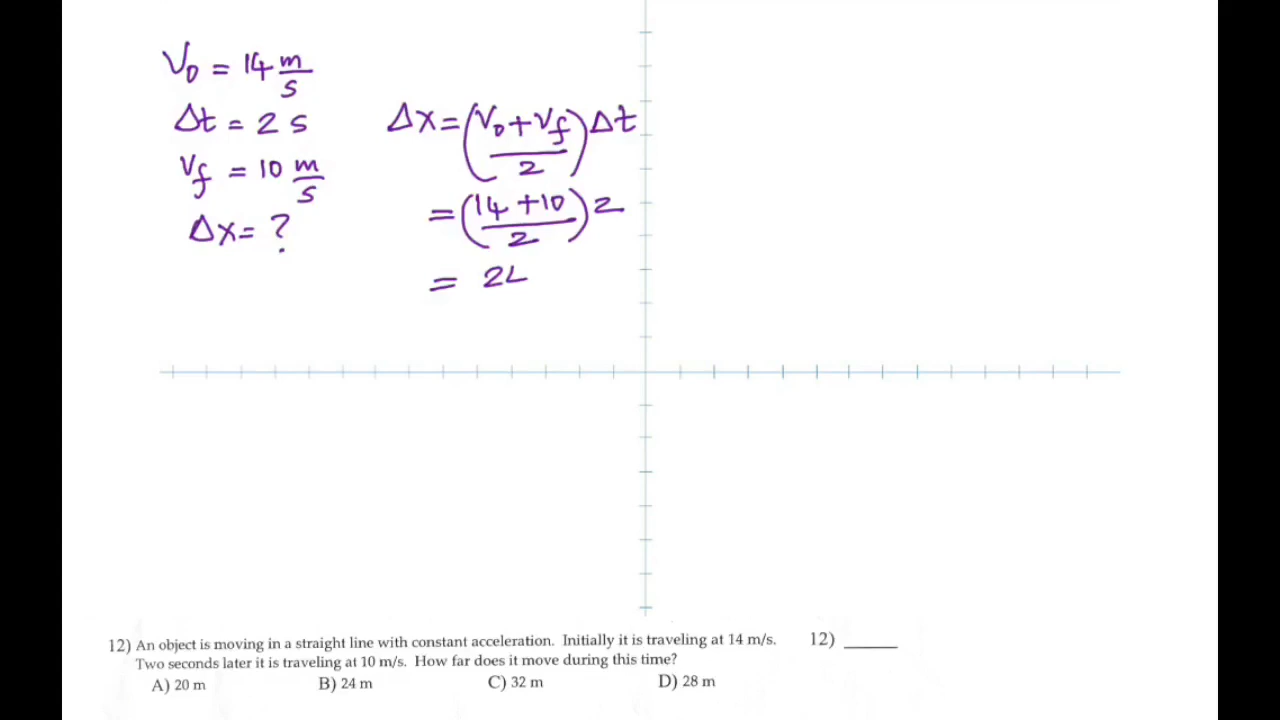 V₀ = 14 m/s
Δt = 2 s
Vf = 10 m/s
Δx = ?
Δx = (V₀ + Vf / 2) Δt
= (14 + 10 / 2) 2
= 24
12) An object is moving in a straight line with constant acceleration. Initially it is traveling at 14 m/s. 12) ______
Two seconds later it is traveling at 10 m/s. How far does it move during this time?
A) 20 m B) 24 m C) 32 m D) 28 m